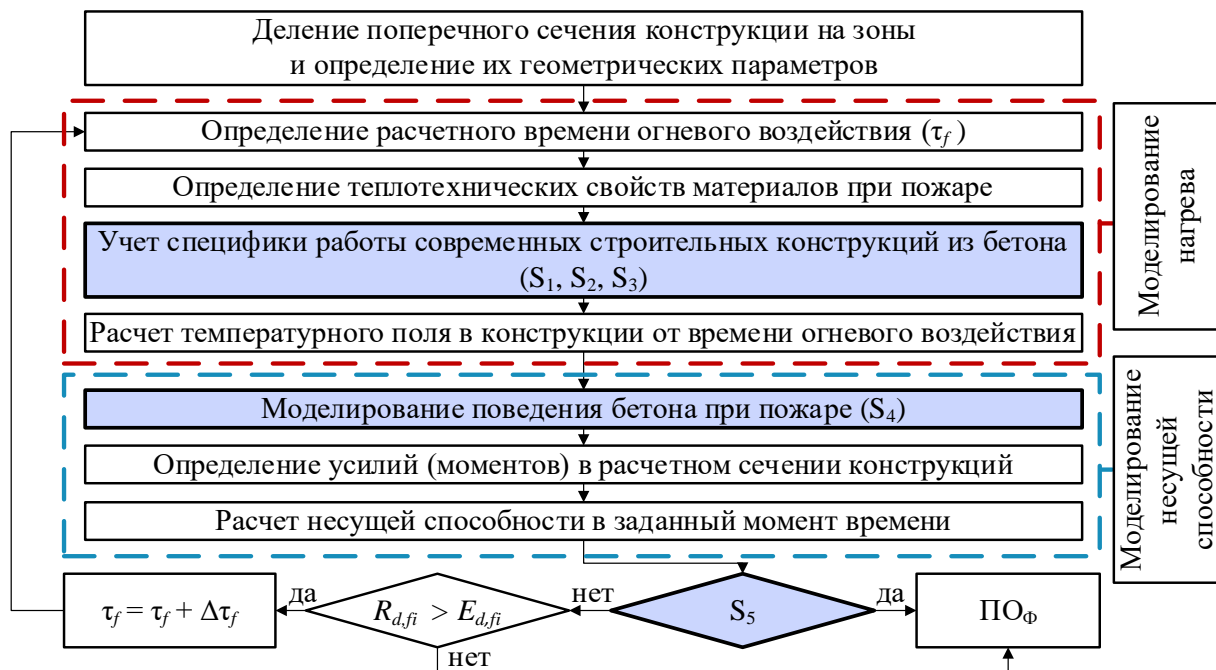 Деление поперечного сечения конструкции на зоны
и определение их геометрических параметров
Определение расчетного времени огневого воздействия (τf )
Определение теплотехнических свойств материалов при пожаре
Учет специфики работы современных строительных конструкций из бетона
(S1, S2, S3)
Расчет температурного поля в конструкции от времени огневого воздействия
Моделирование
нагрева
Моделирование поведения бетона при пожаре (S4)
Определение усилий (моментов) в расчетном сечении конструкций
Расчет несущей способности в заданный момент времени
Моделирование
несущей
способности
τf = τf + Δτf
да
Rd,fi > Ed,fi
нет
S5
да
ПОФ
нет